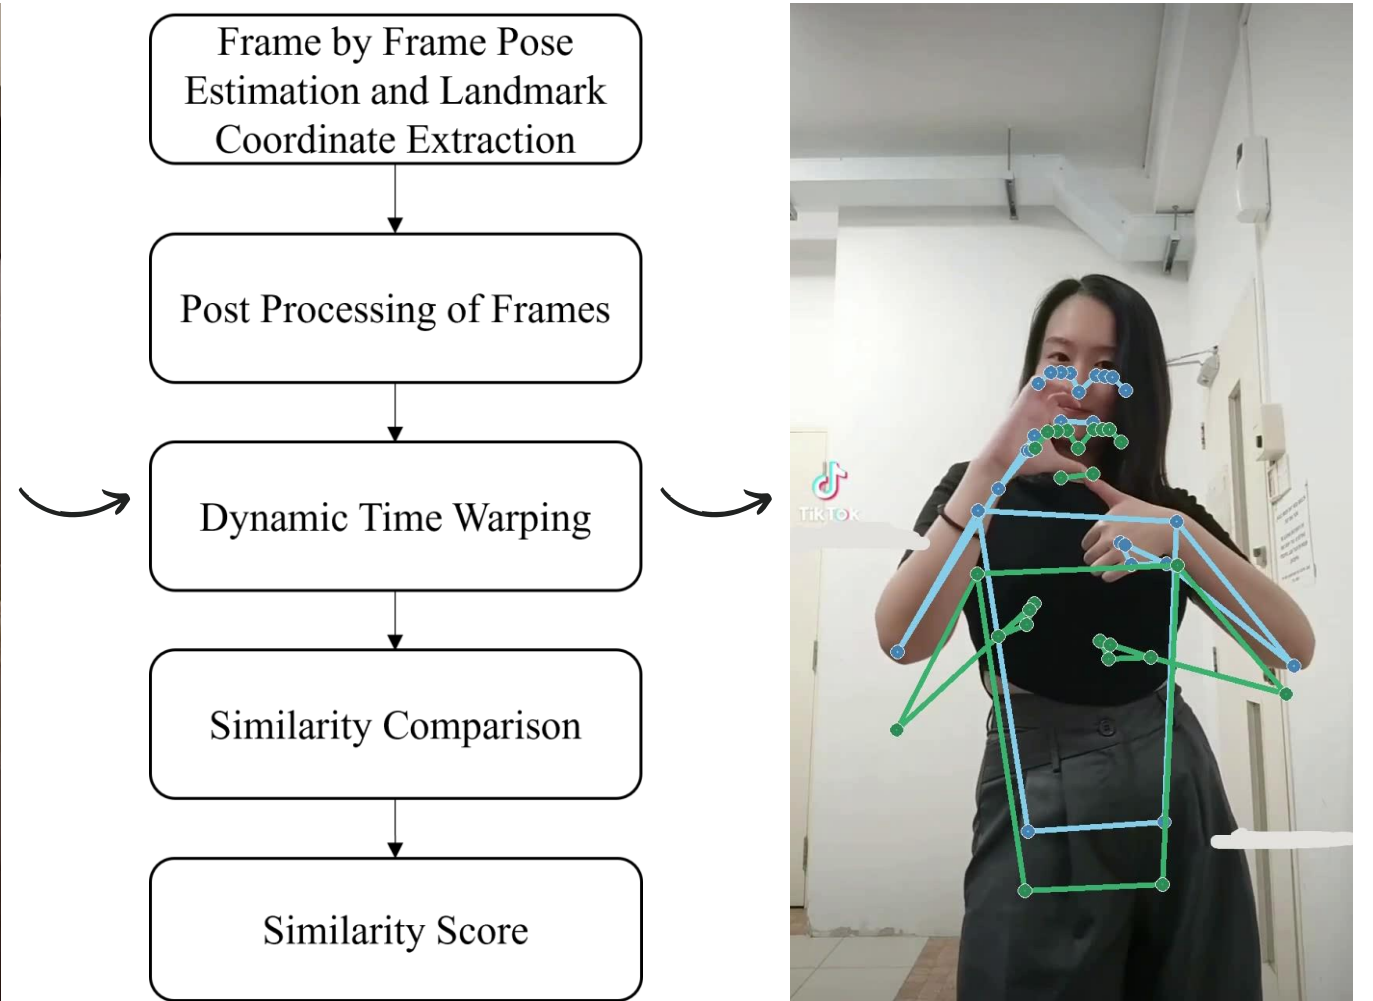 Frame by Frame Pose
Estimation and Landmark
Coordinate Extraction
Post Processing of Frames
Dynamic Time Warping
Similarity Comparison
Similarity Score
TikTok